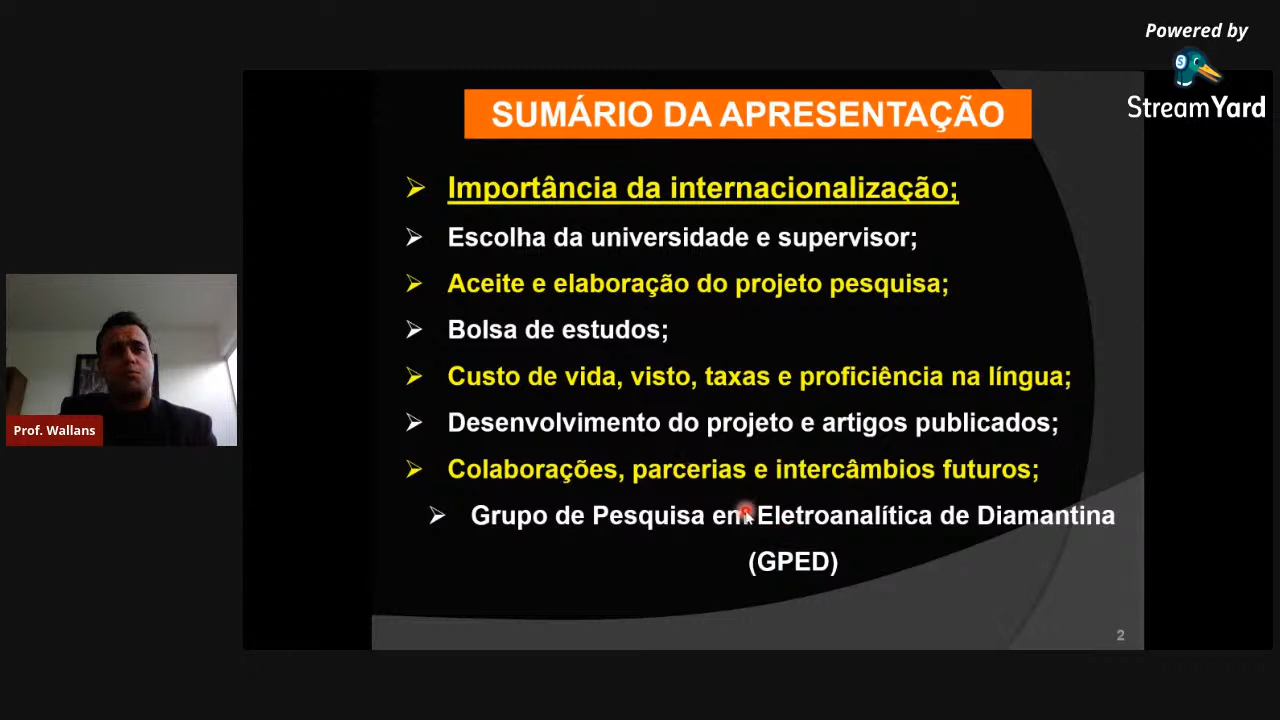 Powered by
StreamYard
SUMÁRIO DA APRESENTAÇÃO
Importância da internacionalização;
Escolha da universidade e supervisor;
Aceite e elaboração do projeto pesquisa;
Bolsa de estudos;
Custo de vida, visto, taxas e proficiência na língua;
Desenvolvimento do projeto e artigos publicados;
Colaborações, parcerias e intercâmbios futuros;
Grupo de Pesquisa em Eletroanalítica de Diamantina
(GPED)
Prof. Wallans
2